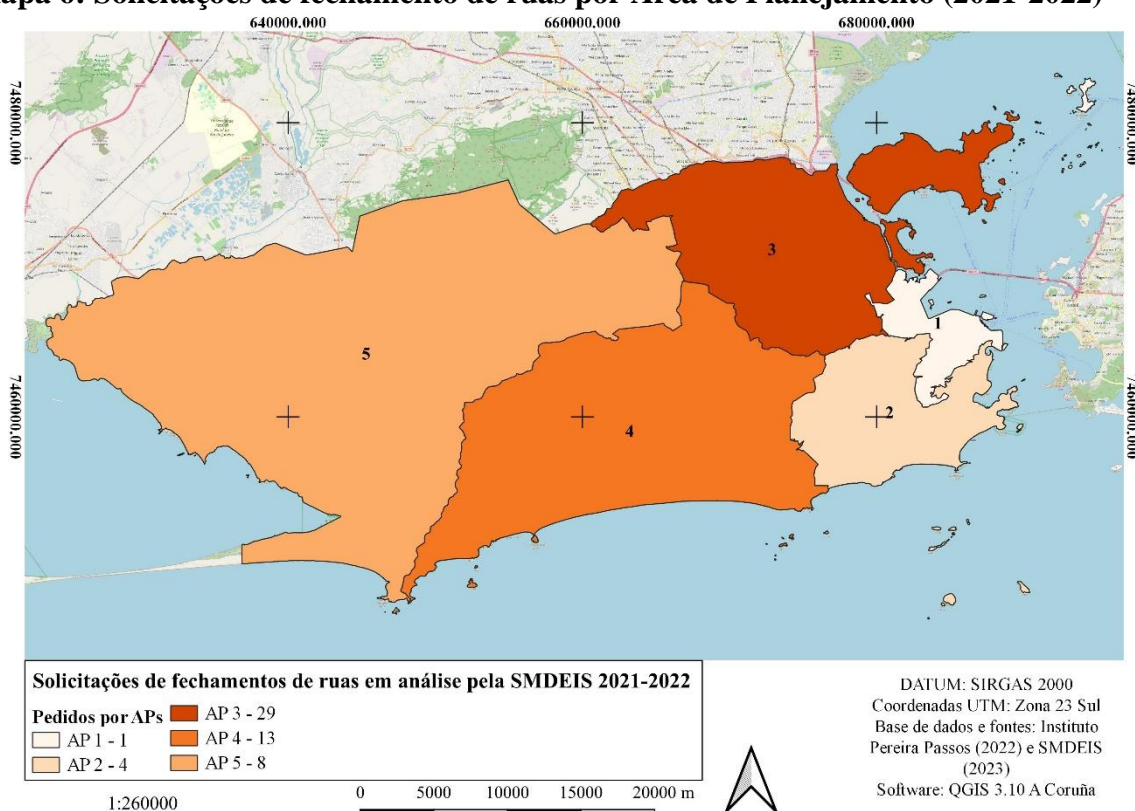 apa 6: Solicitações de fechamento de ruas por Área de Planejamento (2021-2022)
640000,000 660000,000 680000,000
7480000,000 7480000,000
3
1
5
2
4
7460000,000 7460000,000
Solicitações de fechamentos de ruas em análise pela SMDEIS 2021-2022
Pedidos por APs
AP 1 - 1
AP 2 - 4
AP 3 - 29
AP 4 - 13
AP 5 - 8
1:260000
0 5000 10000 15000 20000 m
DATUM: SIRGAS 2000
Coordenadas UTM: Zona 23 Sul
Base de dados e fontes: Instituto
Pereira Passos (2022) e SMDEIS
(2023)
Software: QGIS 3.10 A Coruña